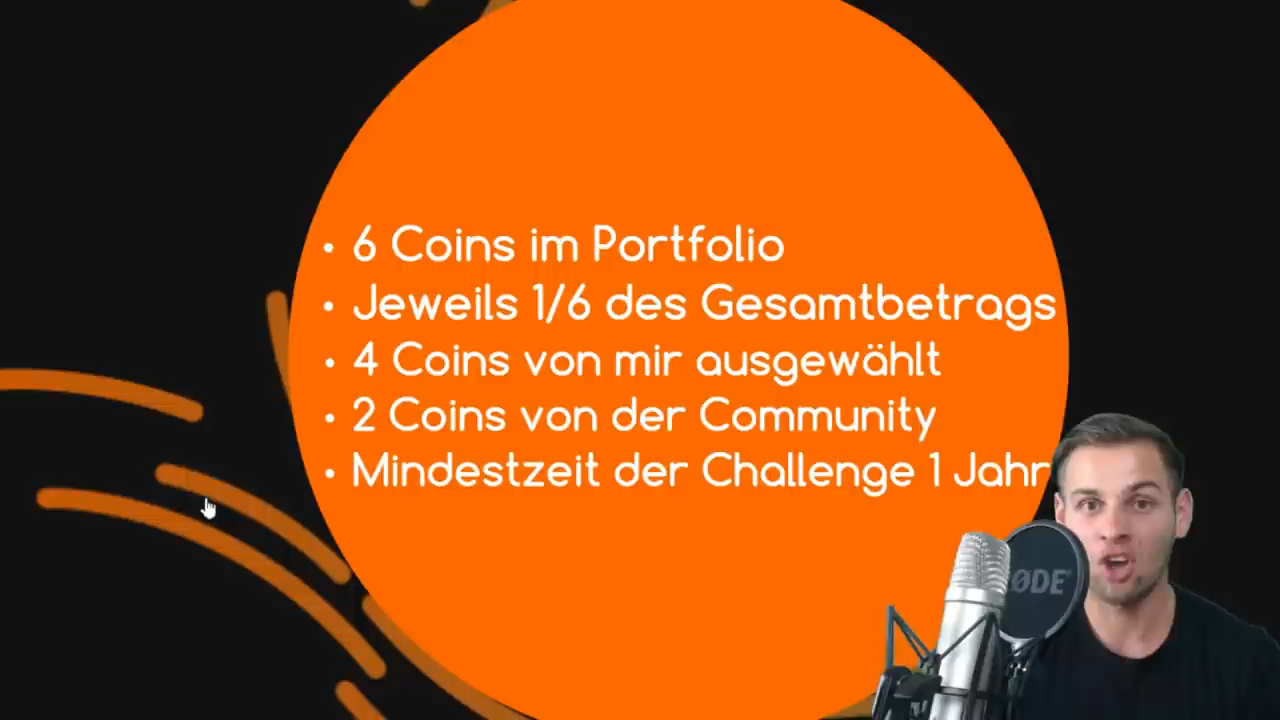 • 6 Coins im Portfolio
• Jeweils 1/6 des Gesamtbetrags
• 4 Coins von mir ausgewählt
• 2 Coins von der Community
• Mindestzeit der Challenge 1 Jahr
RØDE